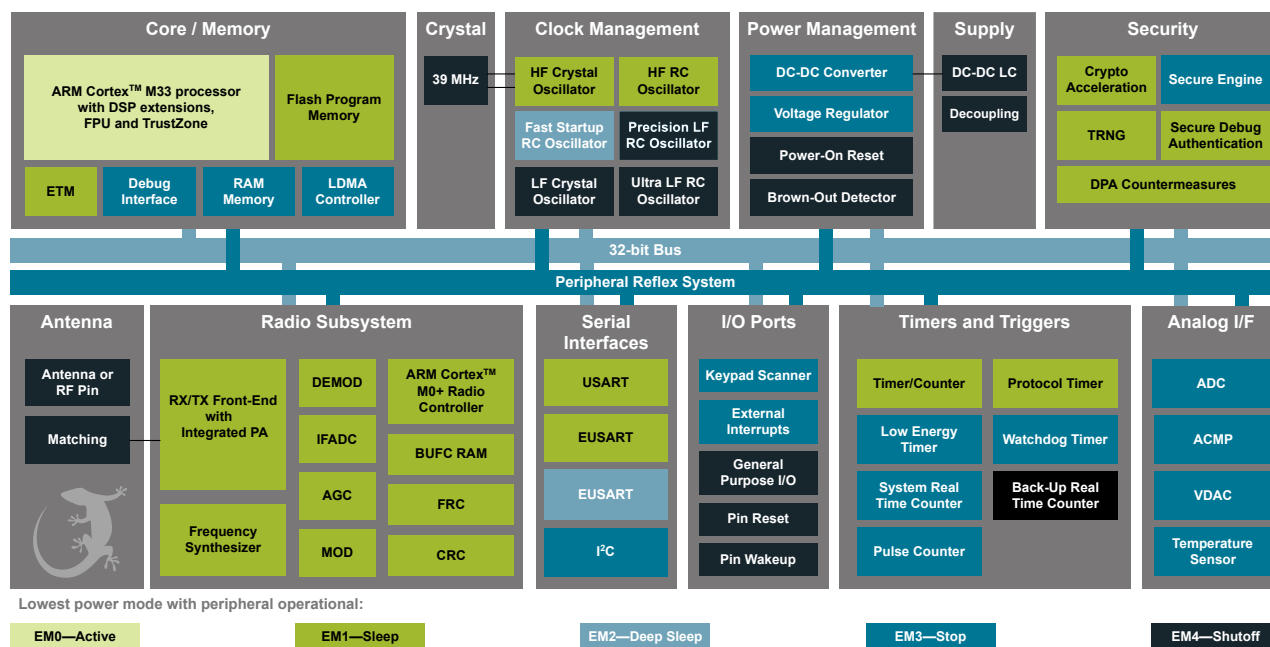 Core / Memory
ARM Cortex™ M33 processor
with DSP extensions,
FPU and TrustZone
Flash Program
Memory
ETM
Debug
Interface
RAM
Memory
LDMA
Controller
Crystal
39 MHz
Clock Management
HF Crystal
Oscillator
HF RC
Oscillator
Fast Startup
RC Oscillator
Precision LF
RC Oscillator
LF Crystal
Oscillator
Ultra LF RC
Oscillator
Power Management
DC-DC Converter
Voltage Regulator
Power-On Reset
Brown-Out Detector
Supply
DC-DC LC
Decoupling
Security
Crypto
Acceleration
Secure Engine
TRNG
Secure Debug
Authentication
DPA Countermeasures
32-bit Bus
Peripheral Reflex System
Antenna
Antenna or
RF Pin
Matching
Radio Subsystem
RX/TX Front-End
with
Integrated PA
Frequency
Synthesizer
DEMOD
IFADC
AGC
MOD
ARM Cortex™
M0+ Radio
Controller
BUFC RAM
FRC
CRC
Serial
Interfaces
USART
EUSART
EUSART
I²C
I/O Ports
Keypad Scanner
External
Interrupts
General
Purpose I/O
Pin Reset
Pin Wakeup
Timers and Triggers
Timer/Counter
Protocol Timer
Low Energy
Timer
Watchdog Timer
System Real
Time Counter
Back-Up Real
Time Counter
Pulse Counter
Analog I/F
ADC
ACMP
VDAC
Temperature
Sensor
Lowest power mode with peripheral operational:
EM0—Active
EM1—Sleep
EM2—Deep Sleep
EM3—Stop
EM4—Shutoff